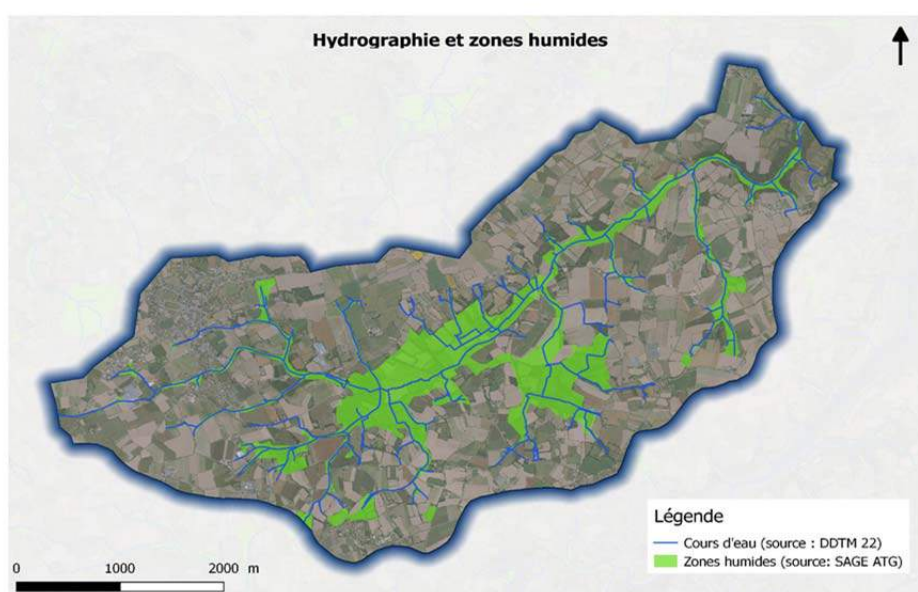 Hydrographie et zones humides
Légende
Cours d'eau (source : DDTM 22)
Zones humides (source: SAGE ATG)
0 1000 2000 m